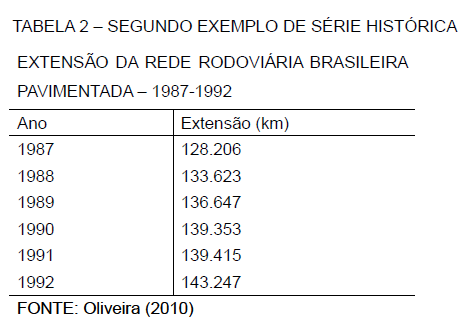 TABELA 2 – SEGUNDO EXEMPLO DE SÉRIE HISTÓRICA
EXTENSÃO DA REDE RODOVIÁRIA BRASILEIRA
PAVIMENTADA – 1987-1992
Ano Extensão (km)
1987 128.206
1988 133.623
1989 136.647
1990 139.353
1991 139.415
1992 143.247
FONTE: Oliveira (2010)